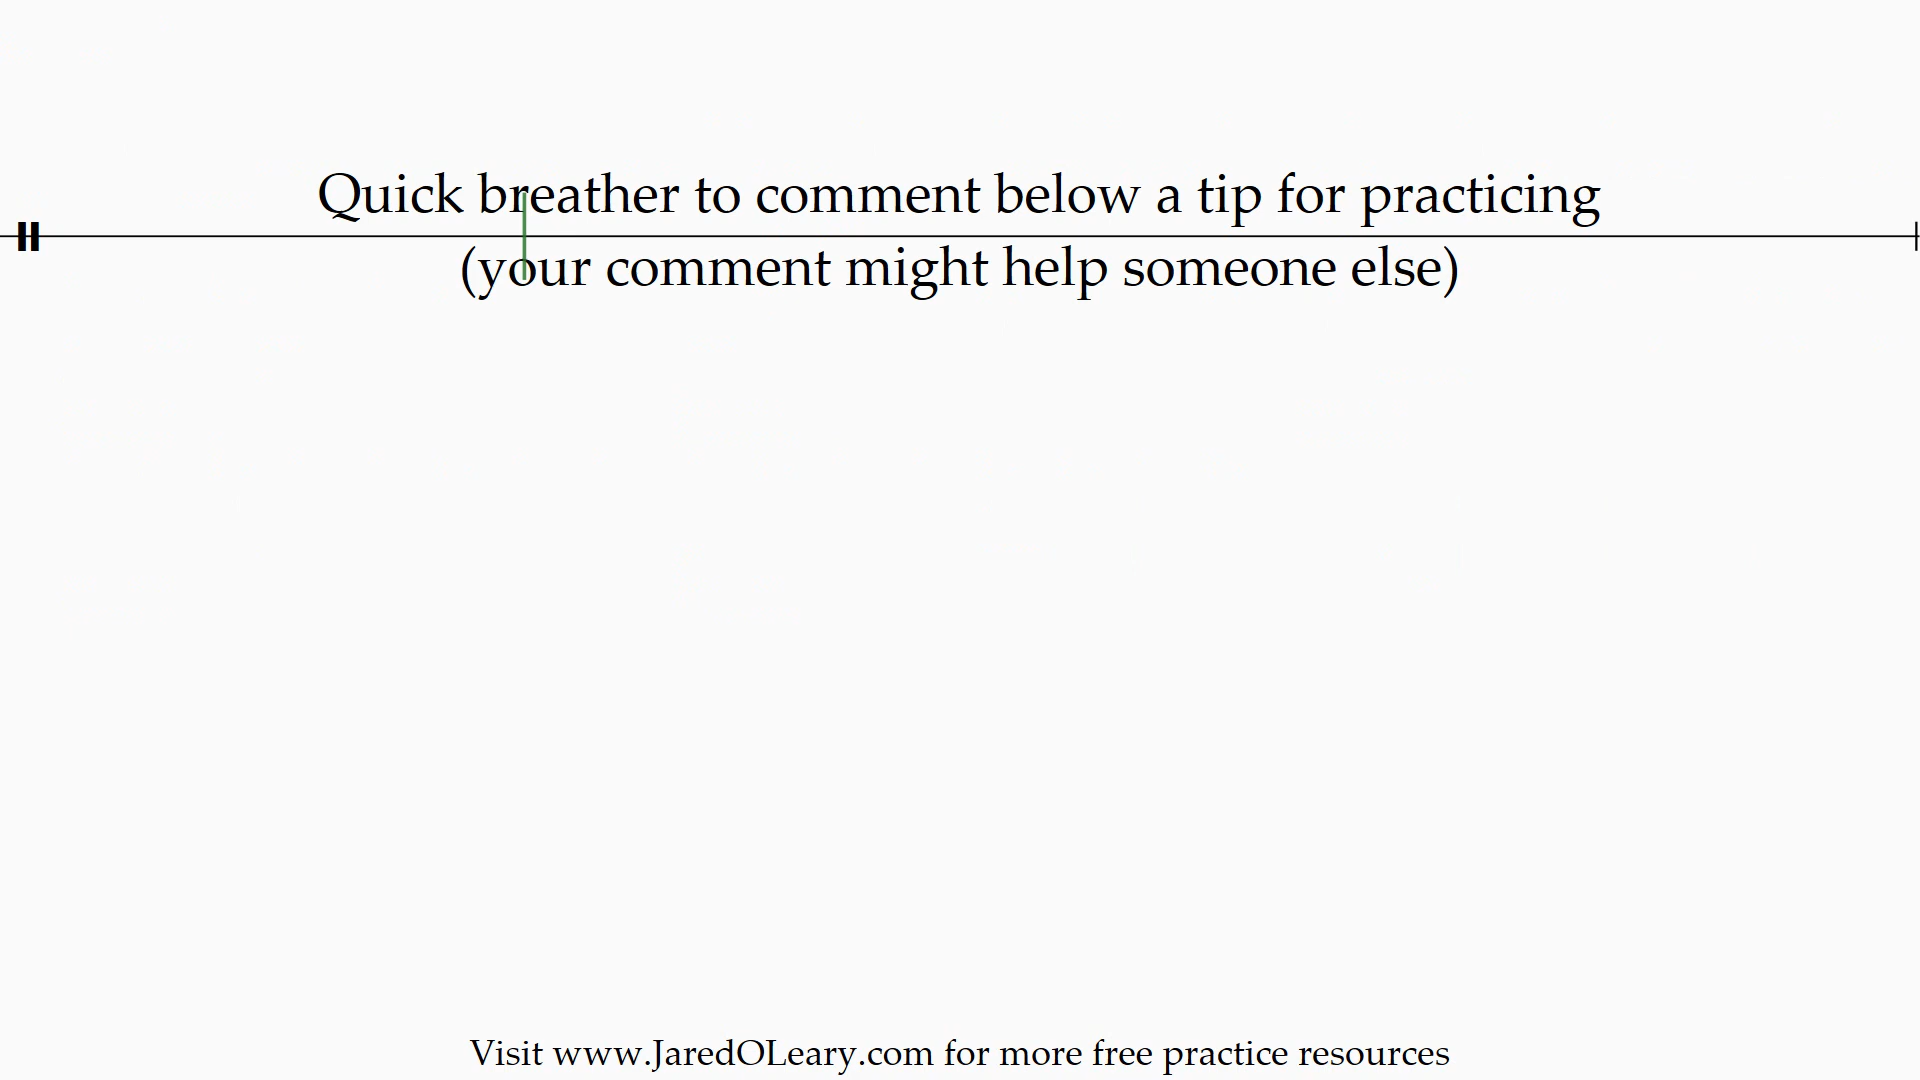 Quick breather to comment below a tip for practicing
(your comment might help someone else)
Visit www.JaredOLeary.com for more free practice resources